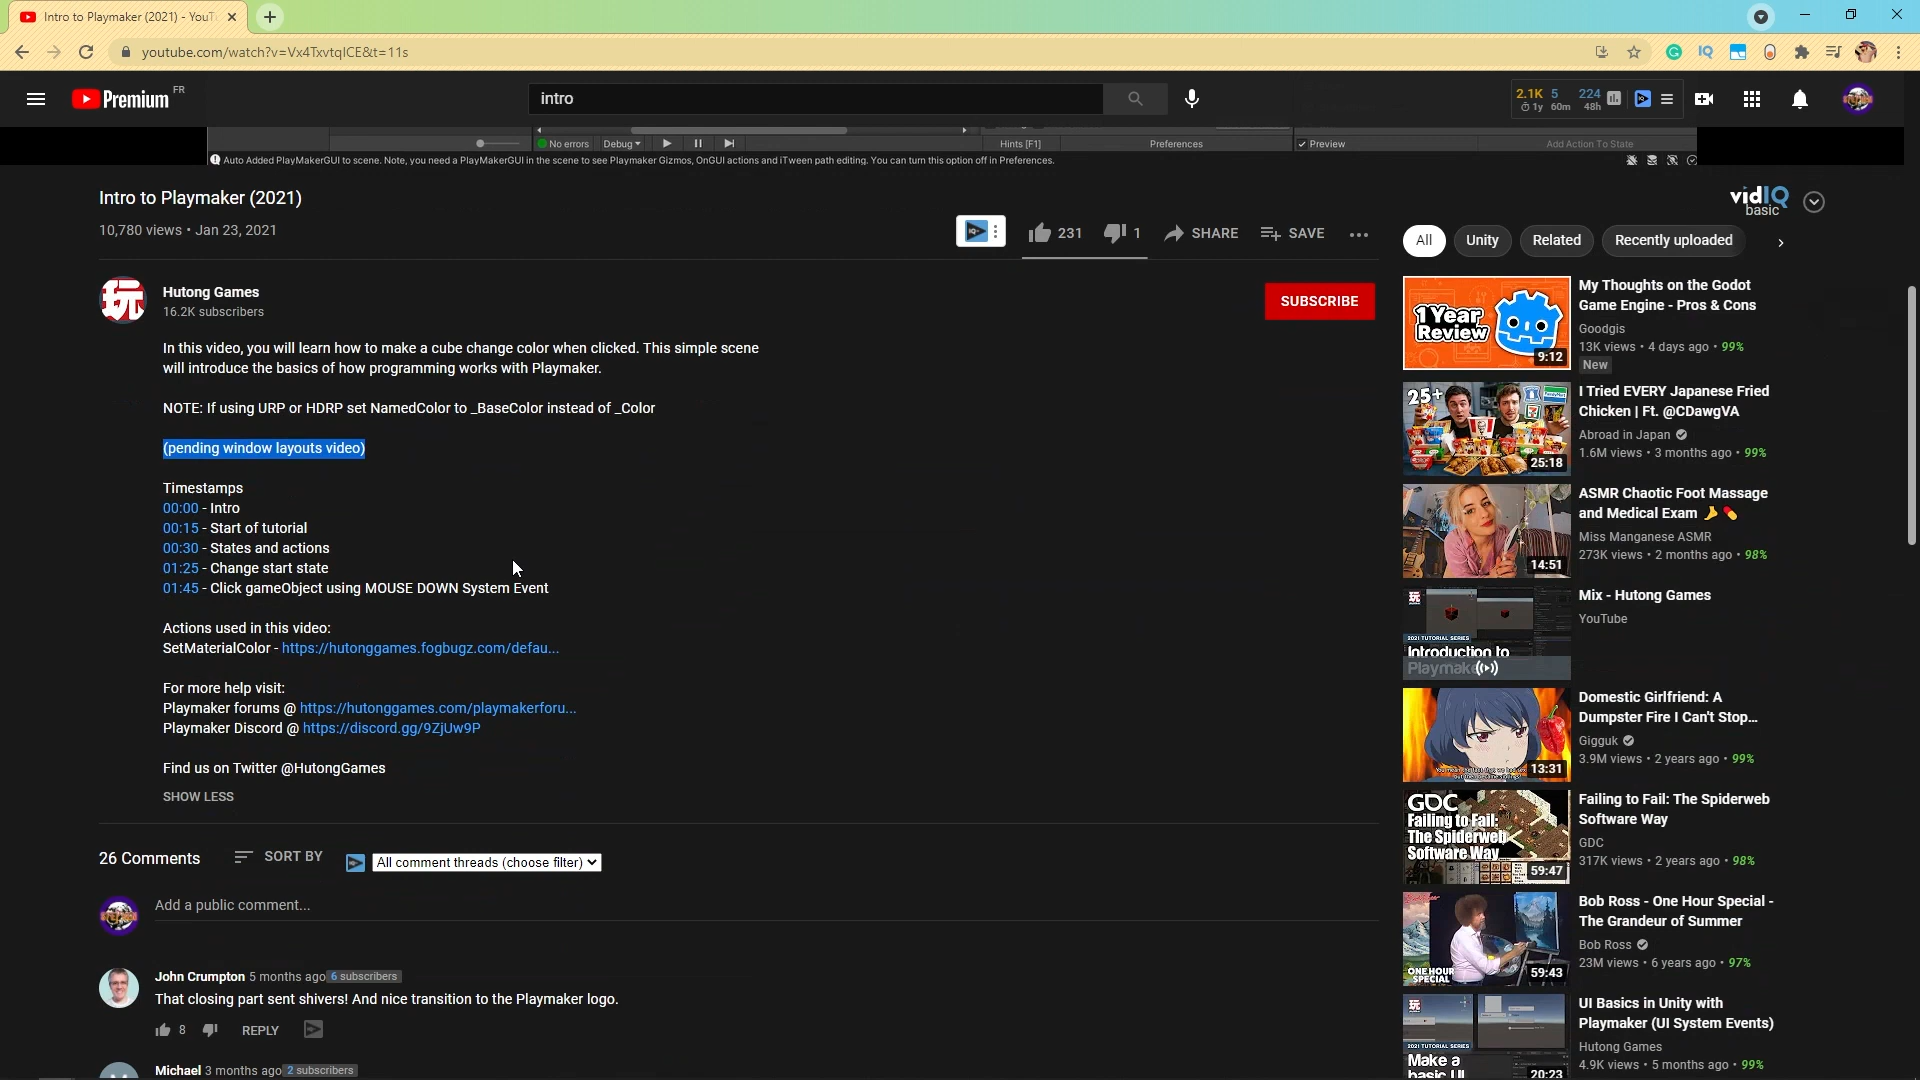 Intro to Playmaker (2021) - YouT
youtube.com/watch?v=Vx4TxvtqICE&t=11s
Premium FR
intro
2.1K 5 224
1y 60m 48h
No errors Debug Hints [F1] Preferences Preview Add Action To State
Auto Added PlayMakerGUI to scene. Note, you need a PlayMakerGUI in the scene to see Playmaker Gizmos, OnGUI actions and iTween path editing. You can turn this option off in Preferences.
Intro to Playmaker (2021)
10,780 views • Jan 23, 2021
231 1 SHARE SAVE
Hutong Games
16.2K subscribers
SUBSCRIBE
In this video, you will learn how to make a cube change color when clicked. This simple scene
will introduce the basics of how programming works with Playmaker.
NOTE: If using URP or HDRP set NamedColor to _BaseColor instead of _Color
(pending window layouts video)
Timestamps
00:00 - Intro
00:15 - Start of tutorial
00:30 - States and actions
01:25 - Change start state
01:45 - Click gameObject using MOUSE DOWN System Event
Actions used in this video:
SetMaterialColor - https://hutonggames.fogbugz.com/defau...
For more help visit:
Playmaker forums @ https://hutonggames.com/playmakerforu...
Playmaker Discord @ https://discord.gg/9ZjUw9P
Find us on Twitter @HutongGames
SHOW LESS
26 Comments SORT BY All comment threads (choose filter)
Add a public comment...
John Crumpton 5 months ago 6 subscribers
That closing part sent shivers! And nice transition to the Playmaker logo.
8 REPLY
Michael 3 months ago 2 subscribers
vidIQ
basic
All Unity Related Recently uploaded
1 Year
Review
9:12
My Thoughts on the Godot
Game Engine - Pros & Cons
Goodgis
13K views • 4 days ago • 99%
New
25+
25:18
I Tried EVERY Japanese Fried
Chicken | Ft. @CDawgVA
Abroad in Japan
1.6M views • 3 months ago • 99%
14:51
ASMR Chaotic Foot Massage
and Medical Exam
Miss Manganese ASMR
273K views • 2 months ago • 98%
玩
2021 TUTORIAL SERIES
Introduction to
Playmaker
Mix - Hutong Games
YouTube
13:31
Domestic Girlfriend: A
Dumpster Fire I Can't Stop...
Gigguk
3.9M views • 2 years ago • 99%
GDC
Failing to Fail:
The Spiderweb
Software Way
59:47
Failing to Fail: The Spiderweb
Software Way
GDC
317K views • 2 years ago • 98%
ONE HOUR
SPECIAL
59:43
Bob Ross - One Hour Special -
The Grandeur of Summer
Bob Ross
23M views • 6 years ago • 97%
玩
2021 TUTORIAL SERIES
Make a
basic UI
20:23
UI Basics in Unity with
Playmaker (UI System Events)
Hutong Games
4.9K views • 5 months ago • 99%